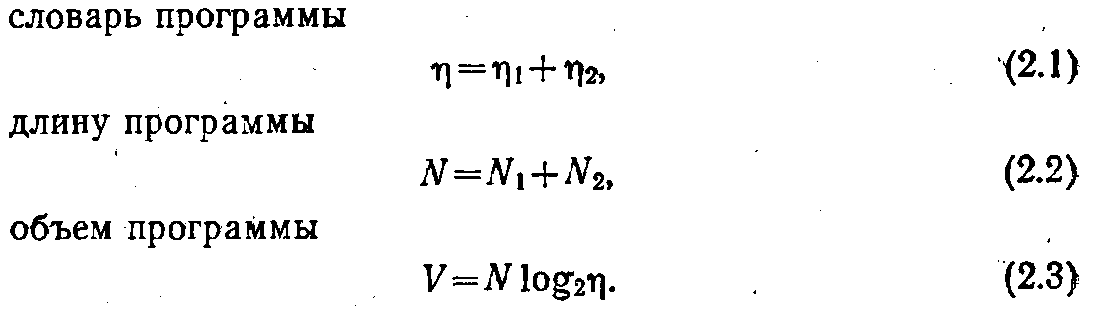 словарь программы
η=η₁+η₂, (2.1)
длину программы
N=N₁+N₂, (2.2)
объем программы
V=N log₂η. (2.3)